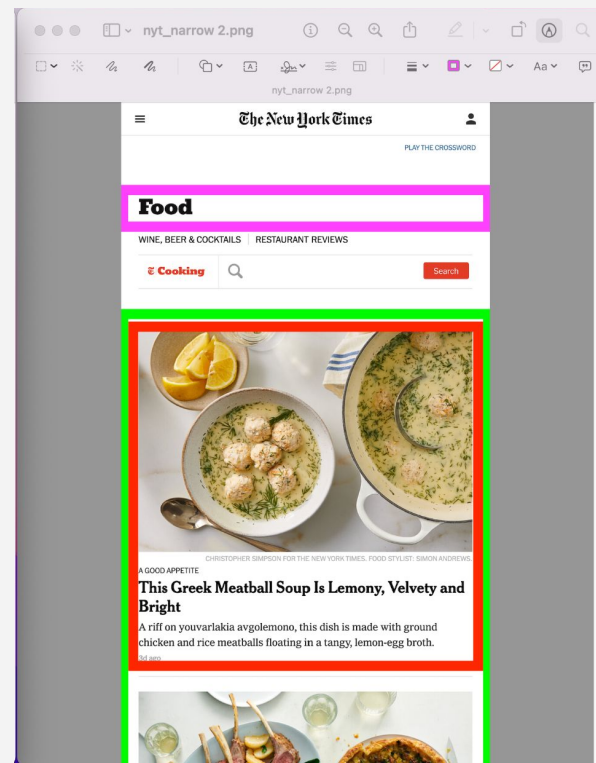 nyt_narrow 2.png
Aa
nyt_narrow 2.png
The New York Times
PLAY THE CROSSWORD
Food
WINE, BEER & COCKTAILS RESTAURANT REVIEWS
Cooking
Search
CHRISTOPHER SIMPSON FOR THE NEW YORK TIMES. FOOD STYLIST: SIMON ANDREWS.
A GOOD APPETITE
This Greek Meatball Soup Is Lemony, Velvety and
Bright
A riff on youvarlakia avgolemono, this dish is made with ground
chicken and rice meatballs floating in a tangy, lemon-egg broth.
3d ago